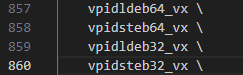 857 vpidldeb64_vx \
858 vpidsteb64_vx \
859 vpidldeb32_vx \
860 vpidsteb32_vx \